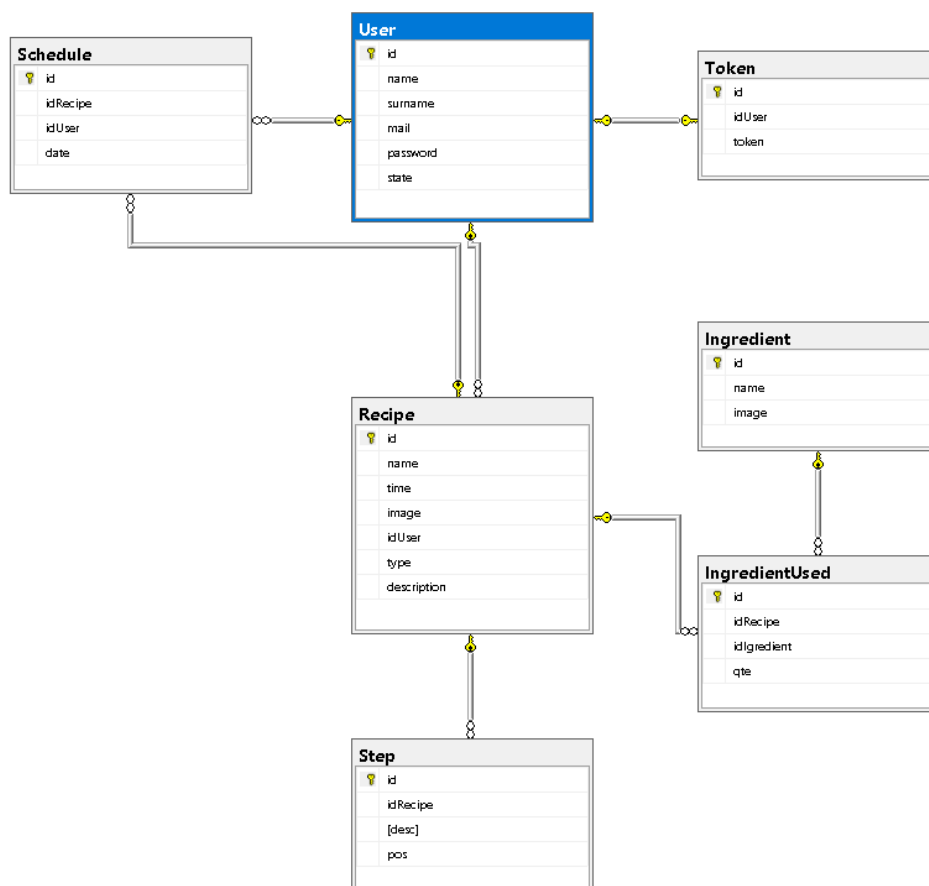 User
id
name
surname
mail
password
state
Schedule
id
idRecipe
idUser
date
Token
id
idUser
token
Ingredient
id
name
image
Recipe
id
name
time
image
idUser
type
description
IngredientUsed
id
idRecipe
idIgredient
qte
Step
id
idRecipe
[desc]
pos